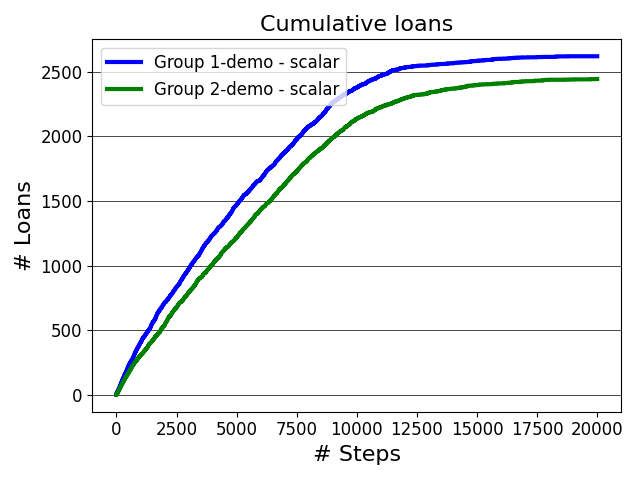 Cumulative loans
Group 1-demo - scalar
Group 2-demo - scalar
# Loans
2500
2000
1500
1000
500
0
0 2500 5000 7500 10000 12500 15000 17500 20000
# Steps